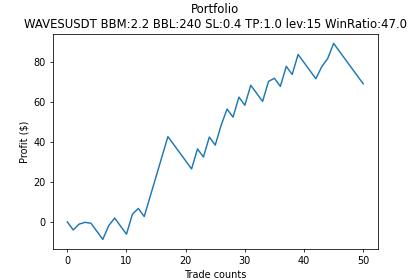 Portfolio
WAVESUSDT BBM:2.2 BBL:240 SL:0.4 TP:1.0 lev:15 WinRatio:47.0
80
60
40
20
0
Profit ($)
0 10 20 30 40 50
Trade counts